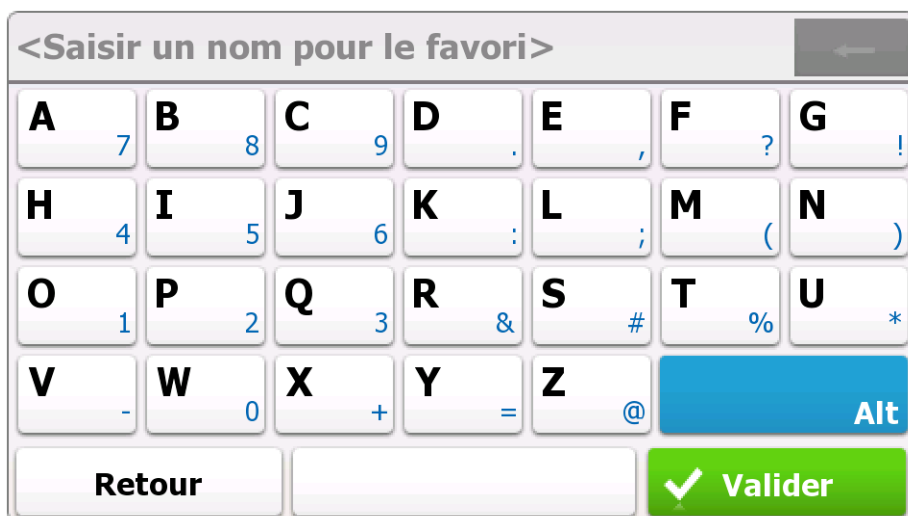 <Saisir un nom pour le favori> ←
A 7 B 8 C 9 D . E , F ? G !
H 4 I 5 J 6 K : L ; M ( N )
O 1 P 2 Q 3 R & S # T % U *
V - W 0 X + Y = Z @ Alt
Retour Valider